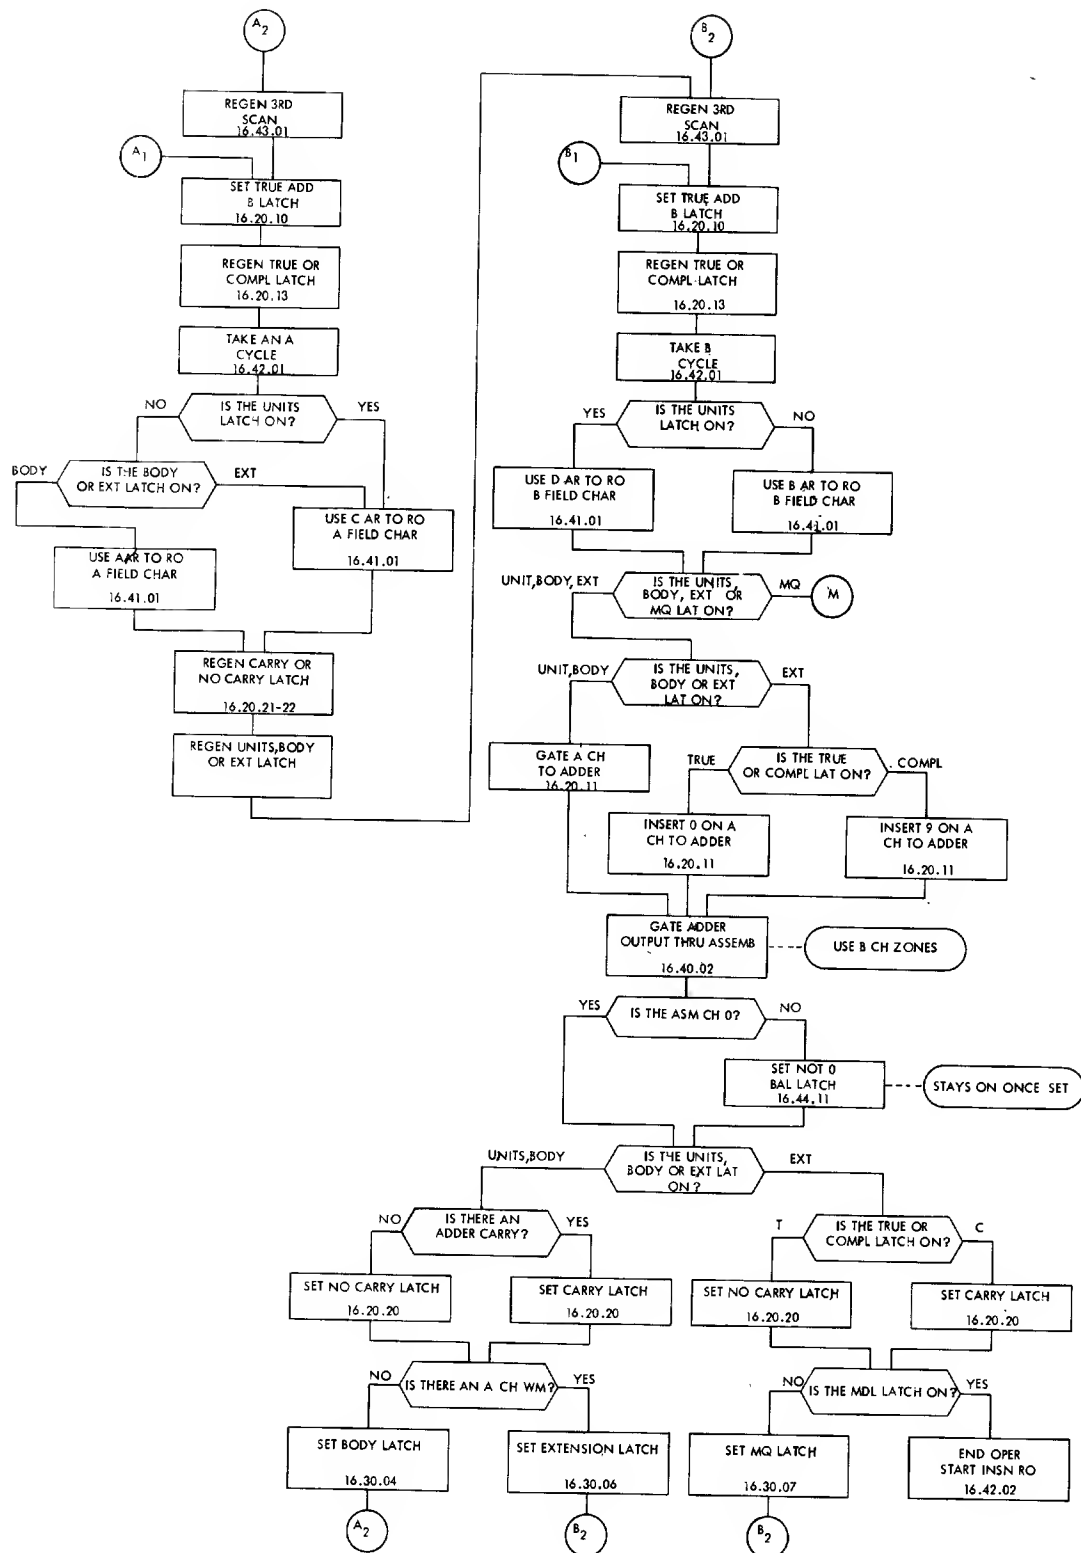 A2
REGEN 3RD
SCAN
16.43.01
A1
SET TRUE ADD
B LATCH
16.20.10
REGEN TRUE OR
COMPL LATCH
16.20.13
TAKE AN A
CYCLE
16.42.01
NO
IS THE UNITS
LATCH ON?
YES
BODY
IS THE BODY
OR EXT LATCH ON?
EXT
USE C AR TO RO
A FIELD CHAR
16.41.01
USE A AR TO RO
A FIELD CHAR
16.41.01
REGEN CARRY OR
NO CARRY LATCH
16.20.21-22
REGEN UNITS,BODY
OR EXT LATCH
B2
REGEN 3RD
SCAN
16.43.01
B1
SET TRUE ADD
B LATCH
16.20.10
REGEN TRUE OR
COMPL LATCH
16.20.13
TAKE B
CYCLE
16.42.01
YES
IS THE UNITS
LATCH ON?
NO
USE D AR TO RO
B FIELD CHAR
16.41.01
USE B AR TO RO
B FIELD CHAR
16.41.01
UNIT,BODY,EXT
IS THE UNITS,
BODY, EXT OR
MQ LAT ON?
MQ
M
UNIT,BODY
IS THE UNITS,
BODY OR EXT
LAT ON?
EXT
GATE A CH
TO ADDER
16.20.11
TRUE
IS THE TRUE
OR COMPL LAT ON?
COMPL
INSERT 0 ON A
CH TO ADDER
16.20.11
INSERT 9 ON A
CH TO ADDER
16.20.11
GATE ADDER
OUTPUT THRU ASSEMB
16.40.02
USE B CH ZONES
YES
IS THE ASM CH 0?
NO
SET NOT 0
BAL LATCH
16.44.11
STAYS ON ONCE SET
UNITS,BODY
IS THE UNITS,
BODY OR EXT LAT
ON?
EXT
NO
IS THERE AN
ADDER CARRY?
YES
T
IS THE TRUE OR
COMPL LATCH ON?
C
SET NO CARRY LATCH
16.20.20
SET CARRY LATCH
16.20.20
SET NO CARRY LATCH
16.20.20
SET CARRY LATCH
16.20.20
NO
IS THERE AN A CH WM?
YES
NO
IS THE MDL LATCH ON?
YES
SET BODY LATCH
16.30.04
SET EXTENSION LATCH
16.30.06
SET MQ LATCH
16.30.07
END OPER
START INSN RO
16.42.02
A2
B2
B2